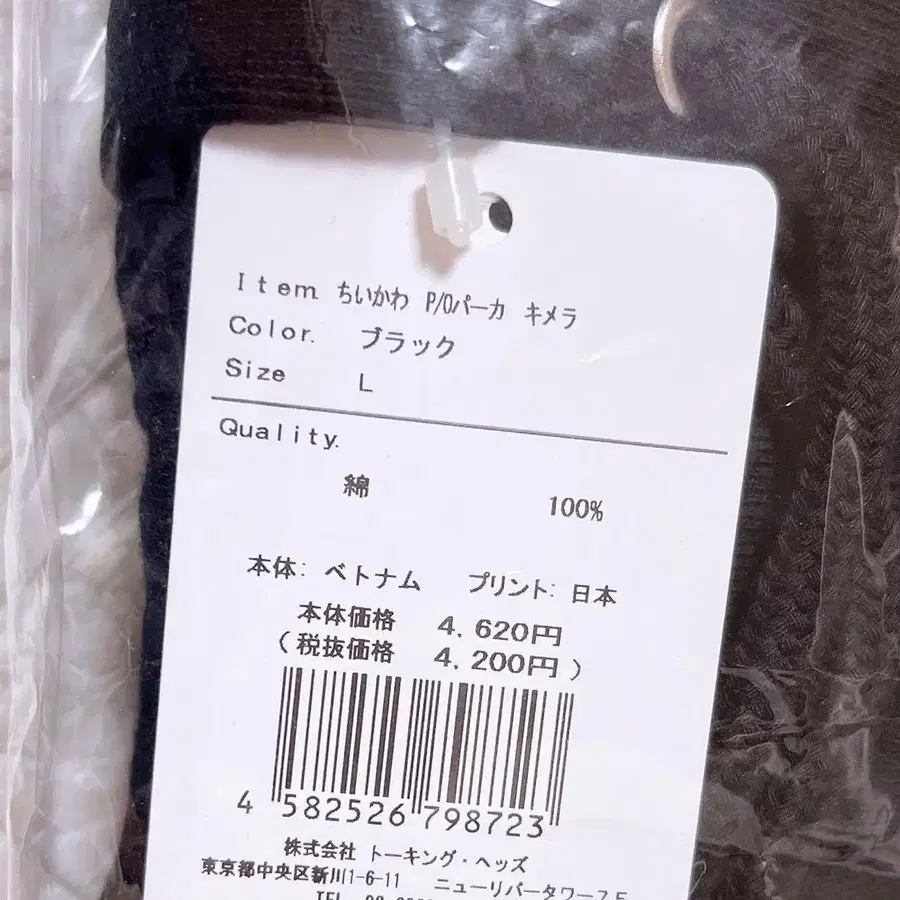 Item. ちいかわ P/Oパーカ キメラ
Color. ブラック
Size L
Quality.
綿 100%
本体: ベトナム プリント: 日本
本体価格 4,620円
(税抜価格 4,200円)
4 582526 798723
株式会社 トーキング・ヘッズ
東京都中央区新川1-6-11 ニューリバータワー7F
TEL